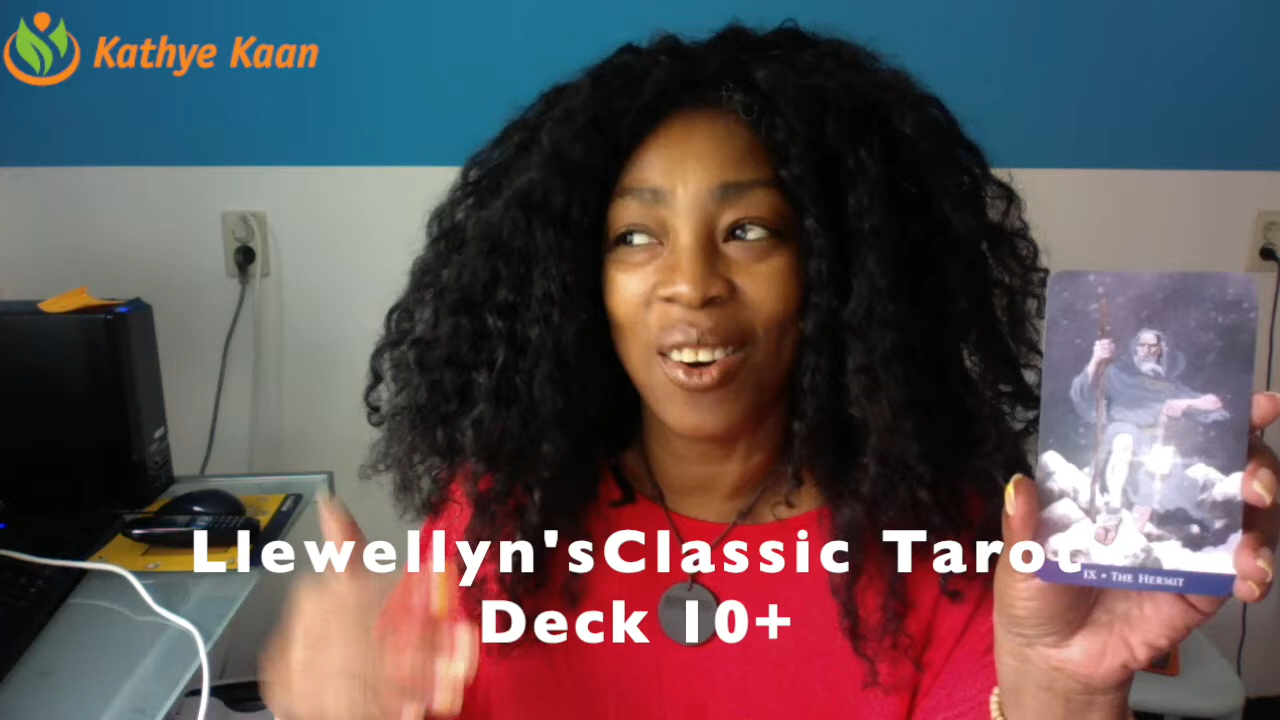 Kathye Kaan
Llewellyn'sClassic Tarot
Deck 10+
IX • THE HERMIT